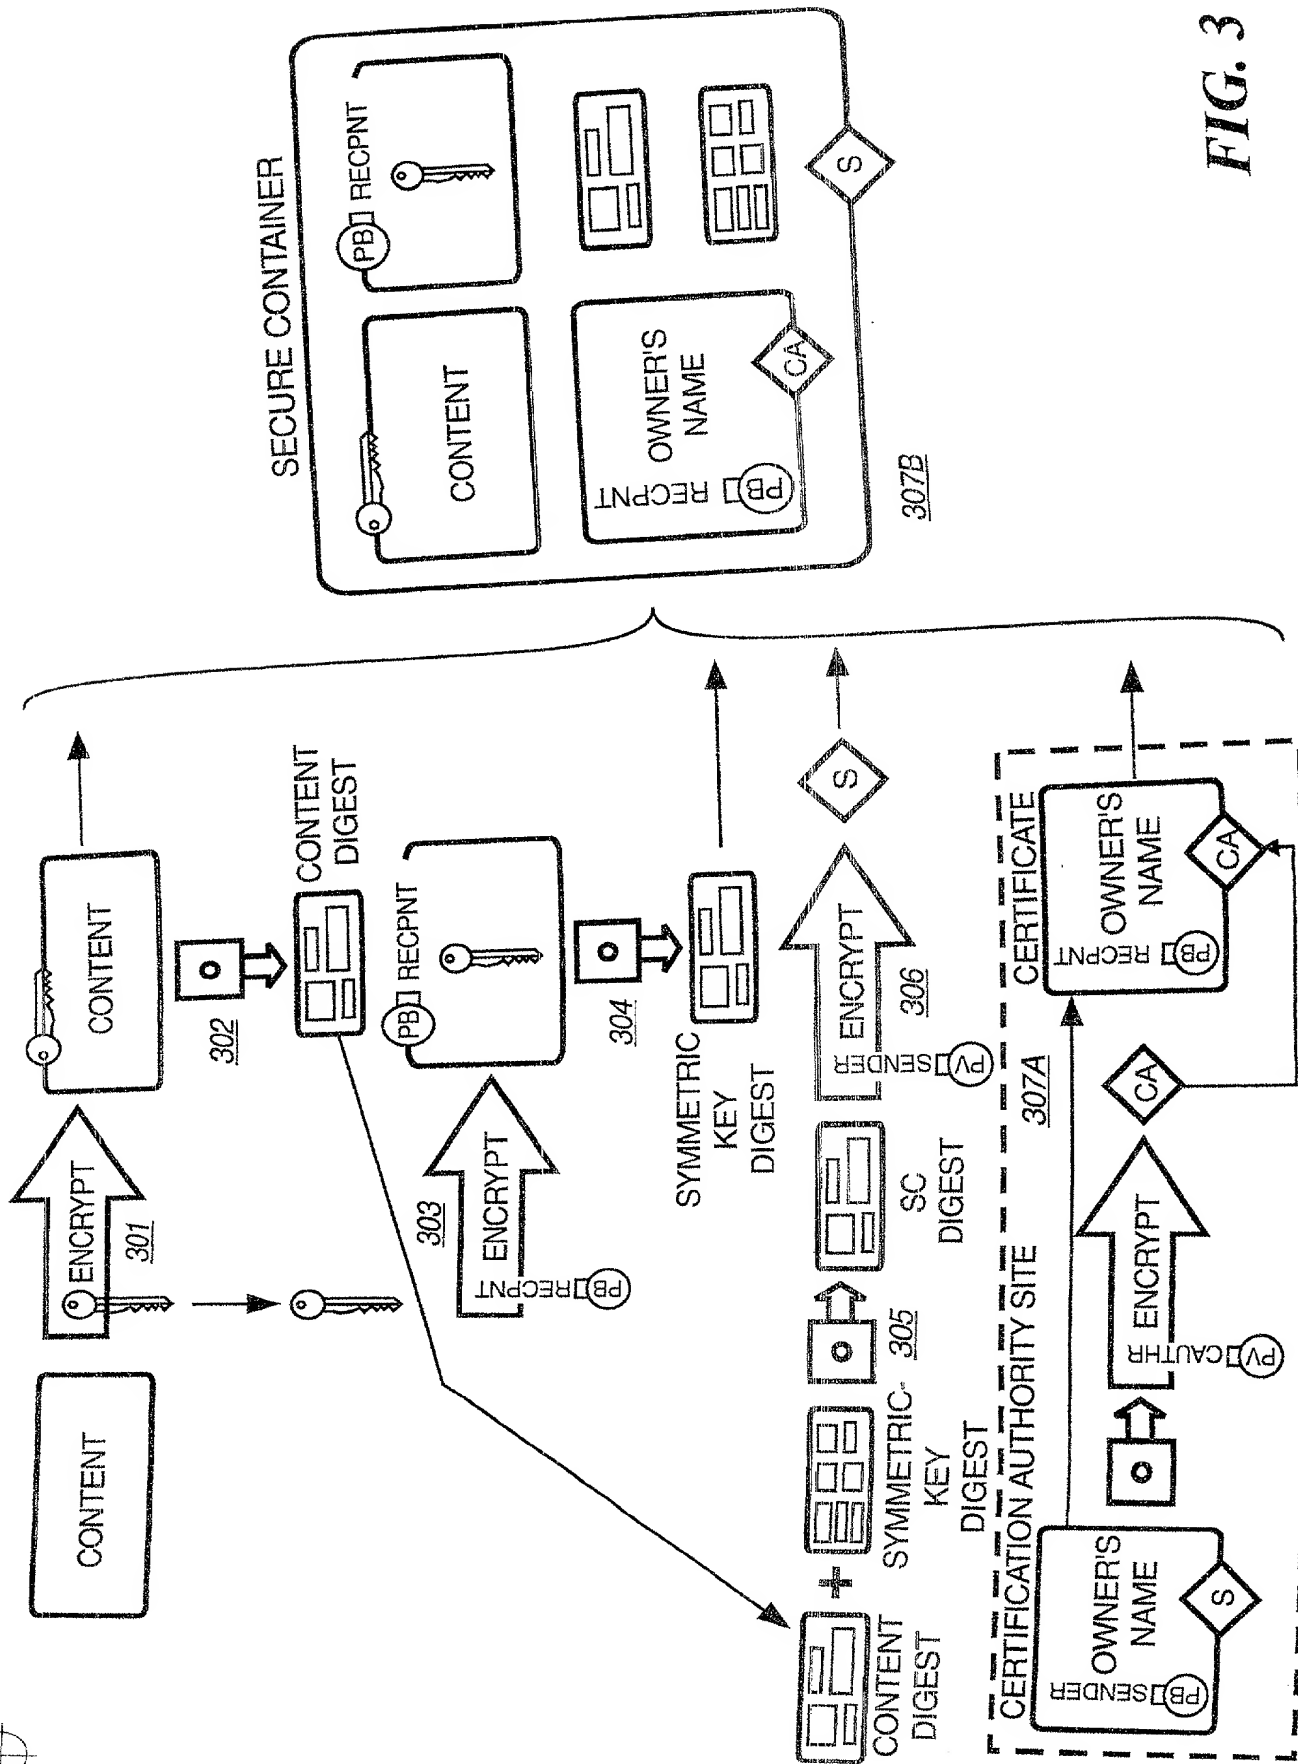 SECURE CONTAINER
CONTENT
ENCRYPT
301
CONTENT
302
CONTENT
DIGEST
303
ENCRYPT
PB RECPNT
PB RECPNT
304
SYMMETRIC
KEY
DIGEST
CONTENT
DIGEST
+
SYMMETRIC-
KEY
DIGEST
305
SC
DIGEST
ENCRYPT
PV SENDER
306
S
CERTIFICATION AUTHORITY SITE
307A
OWNER'S
NAME
PB SENDER
S
ENCRYPT
PV CAUTHR
CA
CERTIFICATE
OWNER'S
NAME
PB RECPNT
CA
CONTENT
PB RECPNT
OWNER'S
NAME
PB RECPNT
CA
S
307B
FIG. 3